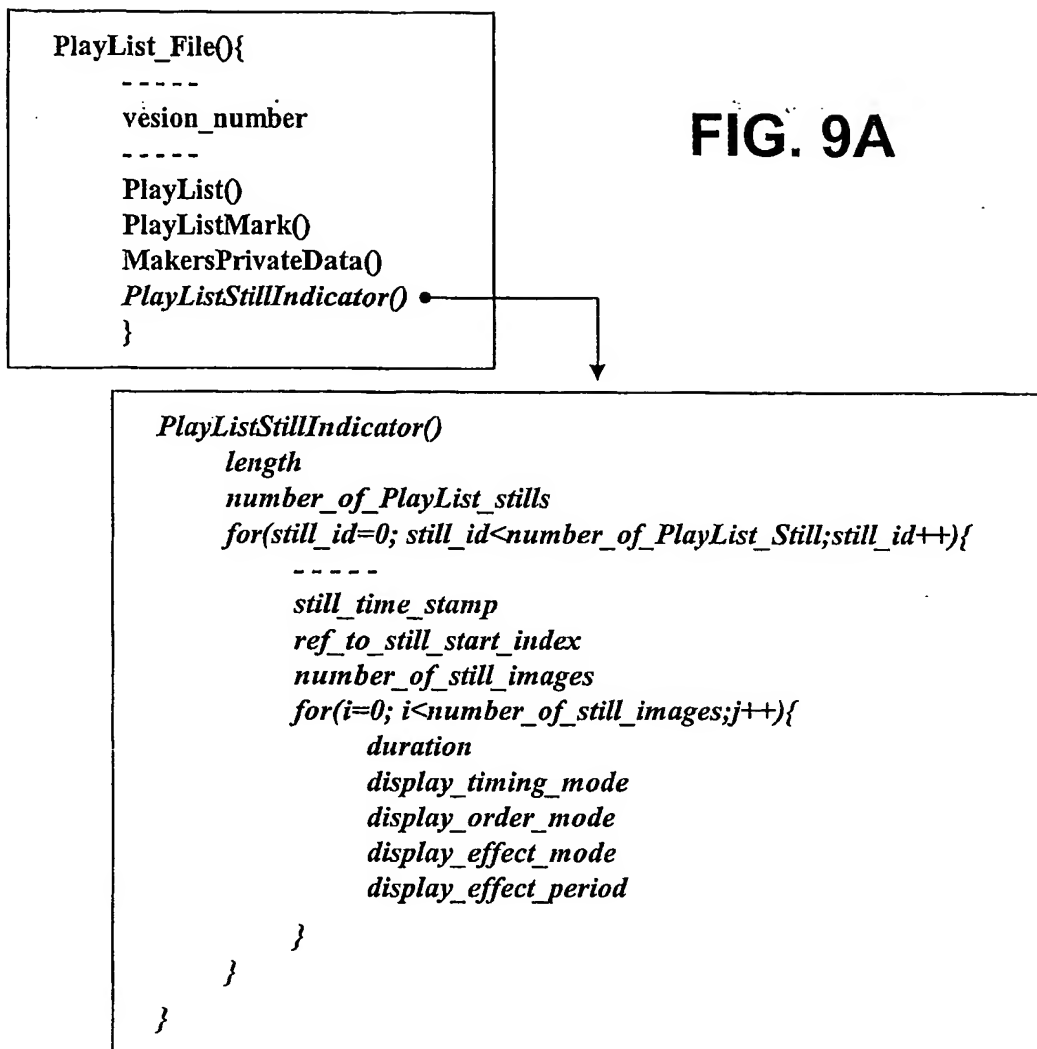 PlayList_File(){
-----
vesion_number
-----
PlayList()
PlayListMark()
MakersPrivateData()
PlayListStillIndicator()
}
FIG. 9A
PlayListStillIndicator()
length
number_of_PlayList_stills
for(still_id=0; still_id<number_of_PlayList_Still;still_id++){
-----
still_time_stamp
ref_to_still_start_index
number_of_still_images
for(i=0; i<number_of_still_images;j++){
duration
display_timing_mode
display_order_mode
display_effect_mode
display_effect_period
}
}
}